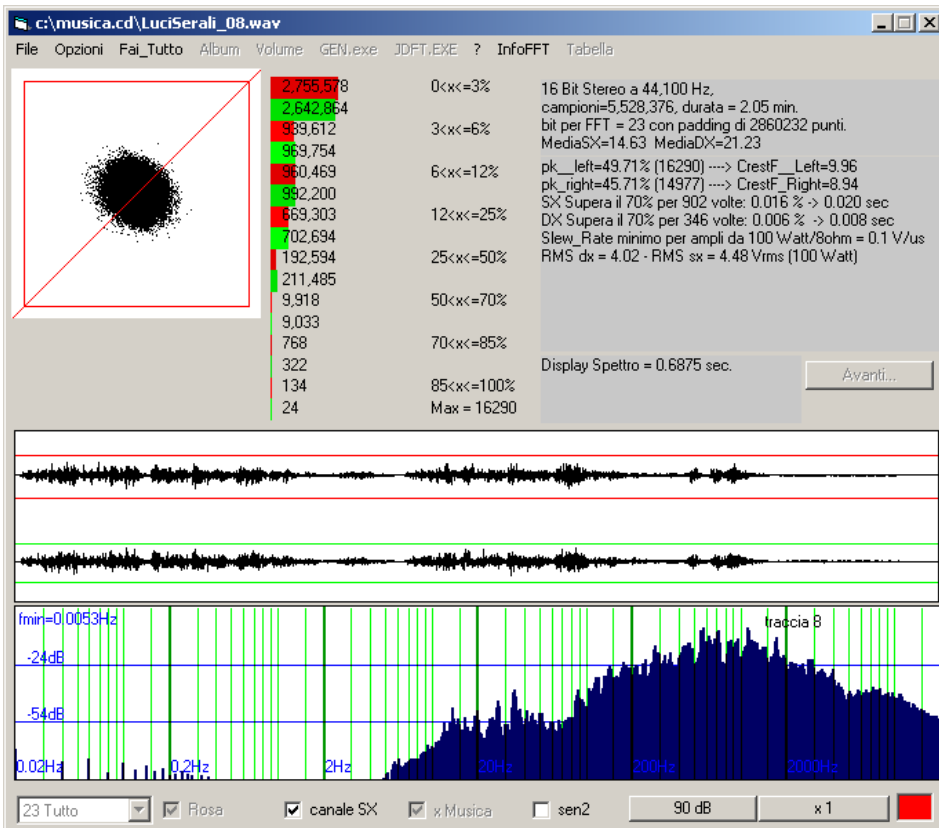 c:\musica.cd\LuciSerali_08.wav
File Opzioni Fai_Tutto Album Volume GEN.exe JDFT.EXE ? InfoFFT Tabella
2,755,578 0<x<=3%
2,642,864
939,612 3<x<=6%
969,754
960,469 6<x<=12%
992,200
669,303 12<x<=25%
702,694
192,594 25<x<=50%
211,485
9,918 50<x<=70%
9,033
768 70<x<=85%
322
134 85<x<=100%
24 Max = 16290
16 Bit Stereo a 44,100 Hz,
campioni=5,528,376, durata = 2.05 min.
bit per FFT = 23 con padding di 2860232 punti.
MediaSX=14.63 MediaDX=21.23
pk__left=49.71% (16290) ----> CrestF__Left=9.96
pk_right=45.71% (14977) ----> CrestF_Right=8.94
SX Supera il 70% per 902 volte: 0.016 % -> 0.020 sec
DX Supera il 70% per 346 volte: 0.006 % -> 0.008 sec
Slew_Rate minimo per ampli da 100 Watt/8ohm = 0.1 V/us
RMS dx = 4.02 - RMS sx = 4.48 Vrms (100 Watt)
Display Spettro = 0.6875 sec.
Avanti...
fmin=0.0053Hz
traccia 8
-24dB
-54dB
0.02Hz 0.2Hz 2Hz 20Hz 200Hz 2000Hz
23 Tutto Rosa canale SX x Musica sen2 90 dB x 1